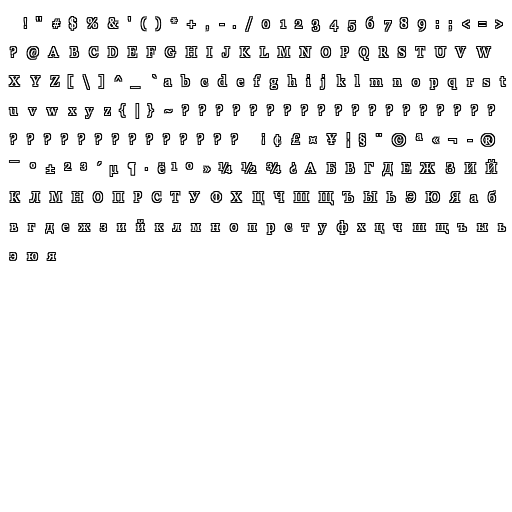 ! " # $ % & ' ( ) * + , - . / 0 1 2 3 4 5 6 7 8 9 : ; < = >
? @ A B C D E F G H I J K L M N O P Q R S T U V W
X Y Z [ \ ] ^ _ ` a b c d e f g h i j k l m n o p q r s t
u v w x y z { | } ~ ? ? ? ? ? ? ? ? ? ? ? ? ? ? ? ? ? ? ?
? ? ? ? ? ? ? ? ? ? ? ? ? ? ¡ ¢ £ ¤ ¥ ¦ § ¨ © ª « ¬ - ®
¯ ° ± ² ³ ´ µ ¶ · ё ¹ º » ¼ ½ ¾ ¿ А Б В Г Д Е Ж З И Й
К Л М Н О П Р С Т У Ф Х Ц Ч Ш Щ Ъ Ы Ь Э Ю Я а б
в г д е ж з и й к л м н о п р с т у ф х ц ч ш щ ъ ы ь
э ю я